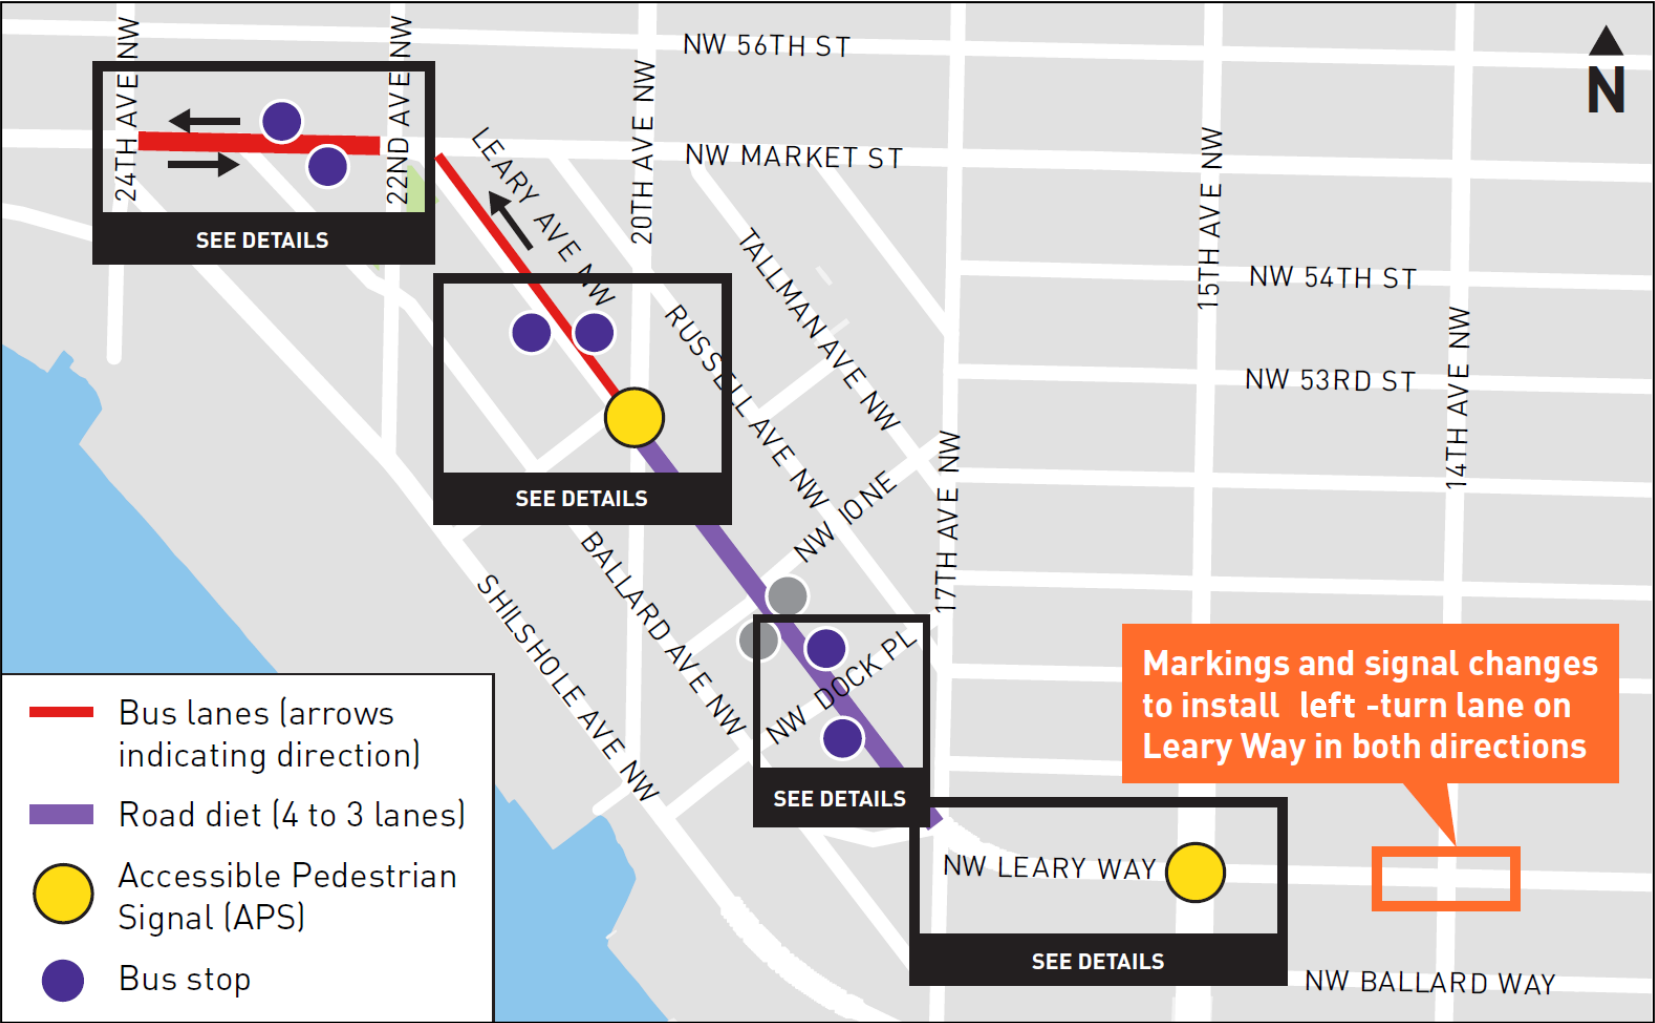 24TH AVE NW
22ND AVE NW
NW 56TH ST
20TH AVE NW
N
LEARY AVE NW
NW MARKET ST
15TH AVE NW
SEE DETAILS
TALLMAN AVE NW
NW 54TH ST
RUSSELL AVE NW
14TH AVE NW
NW 53RD ST
17TH AVE NW
SEE DETAILS
NW IONE
BALLARD AVE NW
SHILSHOLE AVE NW
NW DOCK PL
Markings and signal changes
to install left -turn lane on
Leary Way in both directions
SEE DETAILS
NW LEARY WAY
SEE DETAILS
NW BALLARD WAY
Bus lanes (arrows
indicating direction)
Road diet (4 to 3 lanes)
Accessible Pedestrian
Signal (APS)
Bus stop